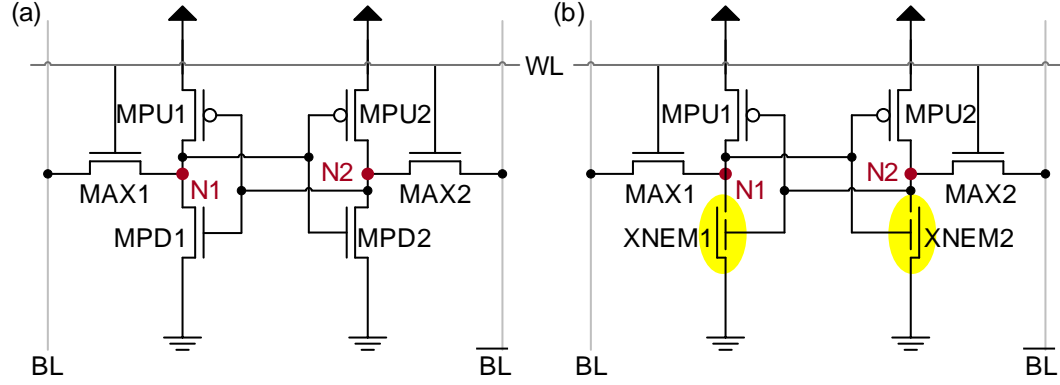 (a)
(b)
WL
MPU1
MPU2
MPU1
MPU2
MAX1
N1
N2
MAX2
MAX1
N1
N2
MAX2
MPD1
MPD2
XNEM1
XNEM2
BL
BL
BL
BL